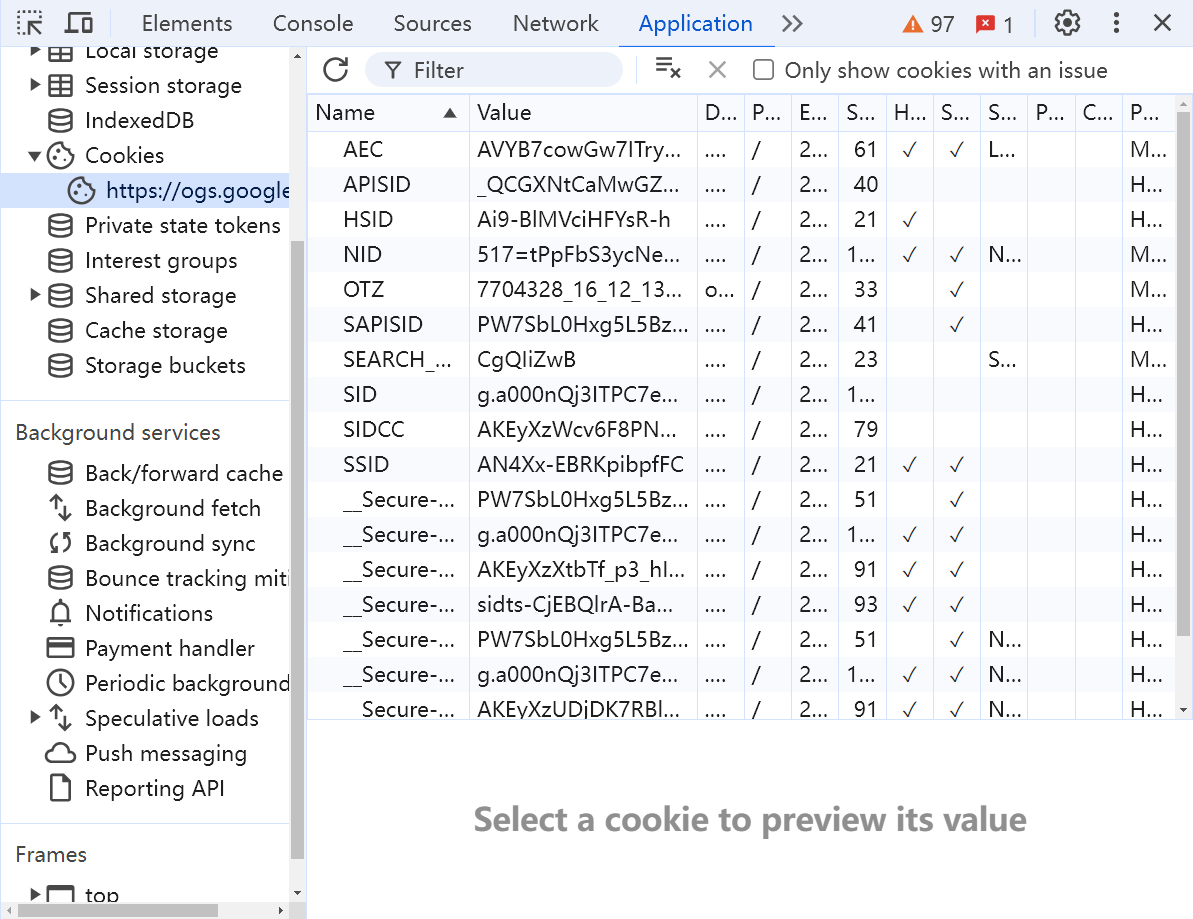 Elements Console Sources Network Application 97 1
Local storage
Session storage
IndexedDB
Cookies
https://ogs.google
Private state tokens
Interest groups
Shared storage
Cache storage
Storage buckets
Background services
Back/forward cache
Background fetch
Background sync
Bounce tracking miti
Notifications
Payment handler
Periodic background
Speculative loads
Push messaging
Reporting API
Frames
top
Filter Only show cookies with an issue
Name ▲ Value D... P... E... S... H... S... S... P... C... P...
AEC AVYB7cowGw7ITry... .... / 2... 61 ✓ ✓ L... M...
APISID _QCGXNtCaMwGZ... .... / 2... 40 H...
HSID Ai9-BlMVciHFYsR-h .... / 2... 21 ✓ H...
NID 517=tPpFbS3ycNe... .... / 2... 1... ✓ ✓ N... M...
OTZ 7704328_16_12_13... o... / 2... 33 ✓ M...
SAPISID PW7SbL0Hxg5L5Bz... .... / 2... 41 ✓ H...
SEARCH_... CgQIiZwB .... / 2... 23 S... M...
SID g.a000nQj3ITPC7e... .... / 2... 1... H...
SIDCC AKEyXzWcv6F8PN... .... / 2... 79 H...
SSID AN4Xx-EBRKpibpfFC .... / 2... 21 ✓ ✓ H...
__Secure-... PW7SbL0Hxg5L5Bz... .... / 2... 51 ✓ H...
__Secure-... g.a000nQj3ITPC7e... .... / 2... 1... ✓ ✓ H...
__Secure-... AKEyXzXtbTf_p3_hI... .... / 2... 91 ✓ ✓ H...
__Secure-... sidts-CjEBQlrA-Ba... .... / 2... 93 ✓ ✓ H...
__Secure-... PW7SbL0Hxg5L5Bz... .... / 2... 51 ✓ N... H...
__Secure-... g.a000nQj3ITPC7e... .... / 2... 1... ✓ ✓ N... H...
__Secure-... AKEyXzUDjDK7RBl... .... / 2... 91 ✓ ✓ N... H...
Select a cookie to preview its value